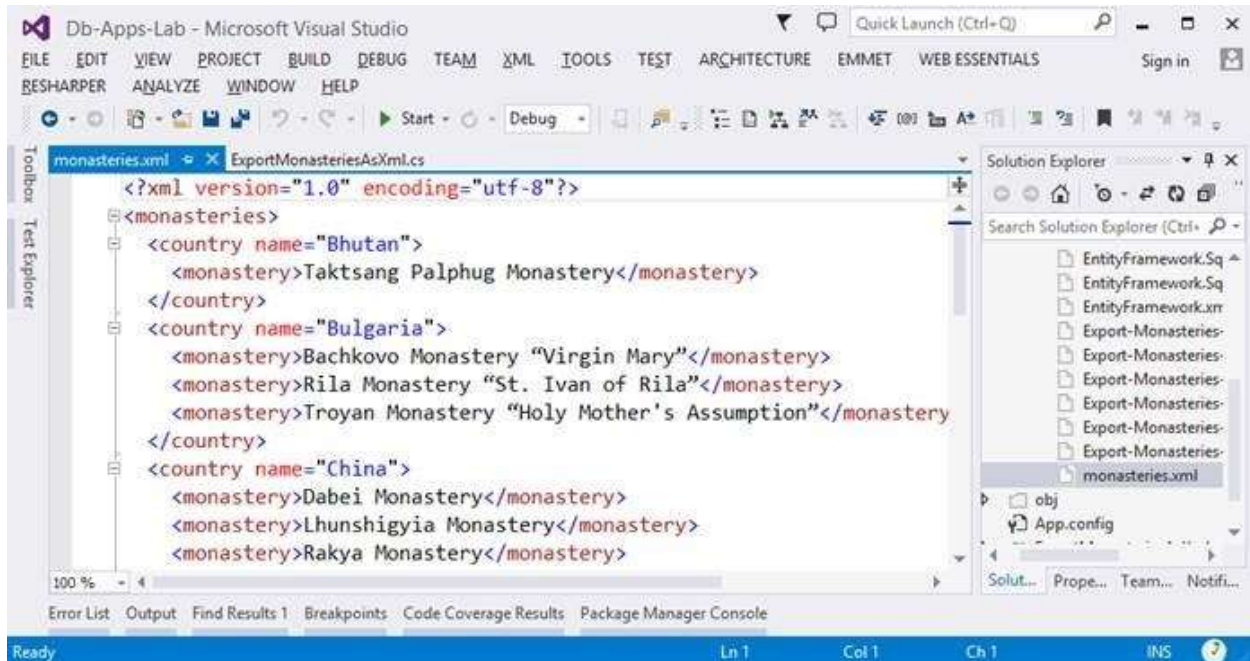 Db-Apps-Lab - Microsoft Visual Studio
Quick Launch (Ctrl+Q)
FILE EDIT VIEW PROJECT BUILD DEBUG TEAM XML TOOLS TEST ARCHITECTURE EMMET WEB ESSENTIALS Sign in
RESHARPER ANALYZE WINDOW HELP
Start Debug
Toolbox
Test Explorer
monasteries.xml ExportMonasteriesAsXml.cs
<?xml version="1.0" encoding="utf-8"?>
<monasteries>
<country name="Bhutan">
<monastery>Taktsang Palphug Monastery</monastery>
</country>
<country name="Bulgaria">
<monastery>Bachkovo Monastery “Virgin Mary”</monastery>
<monastery>Rila Monastery “St. Ivan of Rila”</monastery>
<monastery>Troyan Monastery “Holy Mother's Assumption”</monastery
</country>
<country name="China">
<monastery>Dabei Monastery</monastery>
<monastery>Lhunshigyia Monastery</monastery>
<monastery>Rakya Monastery</monastery>
100 %
Solution Explorer
Search Solution Explorer (Ctrl+
EntityFramework.Sq
EntityFramework.Sq
EntityFramework.xm
Export-Monasteries-
Export-Monasteries-
Export-Monasteries-
Export-Monasteries-
Export-Monasteries-
Export-Monasteries-
monasteries.xml
obj
App.config
Solut... Prope... Team... Notifi...
Error List Output Find Results 1 Breakpoints Code Coverage Results Package Manager Console
Ready Ln 1 Col 1 Ch 1 INS